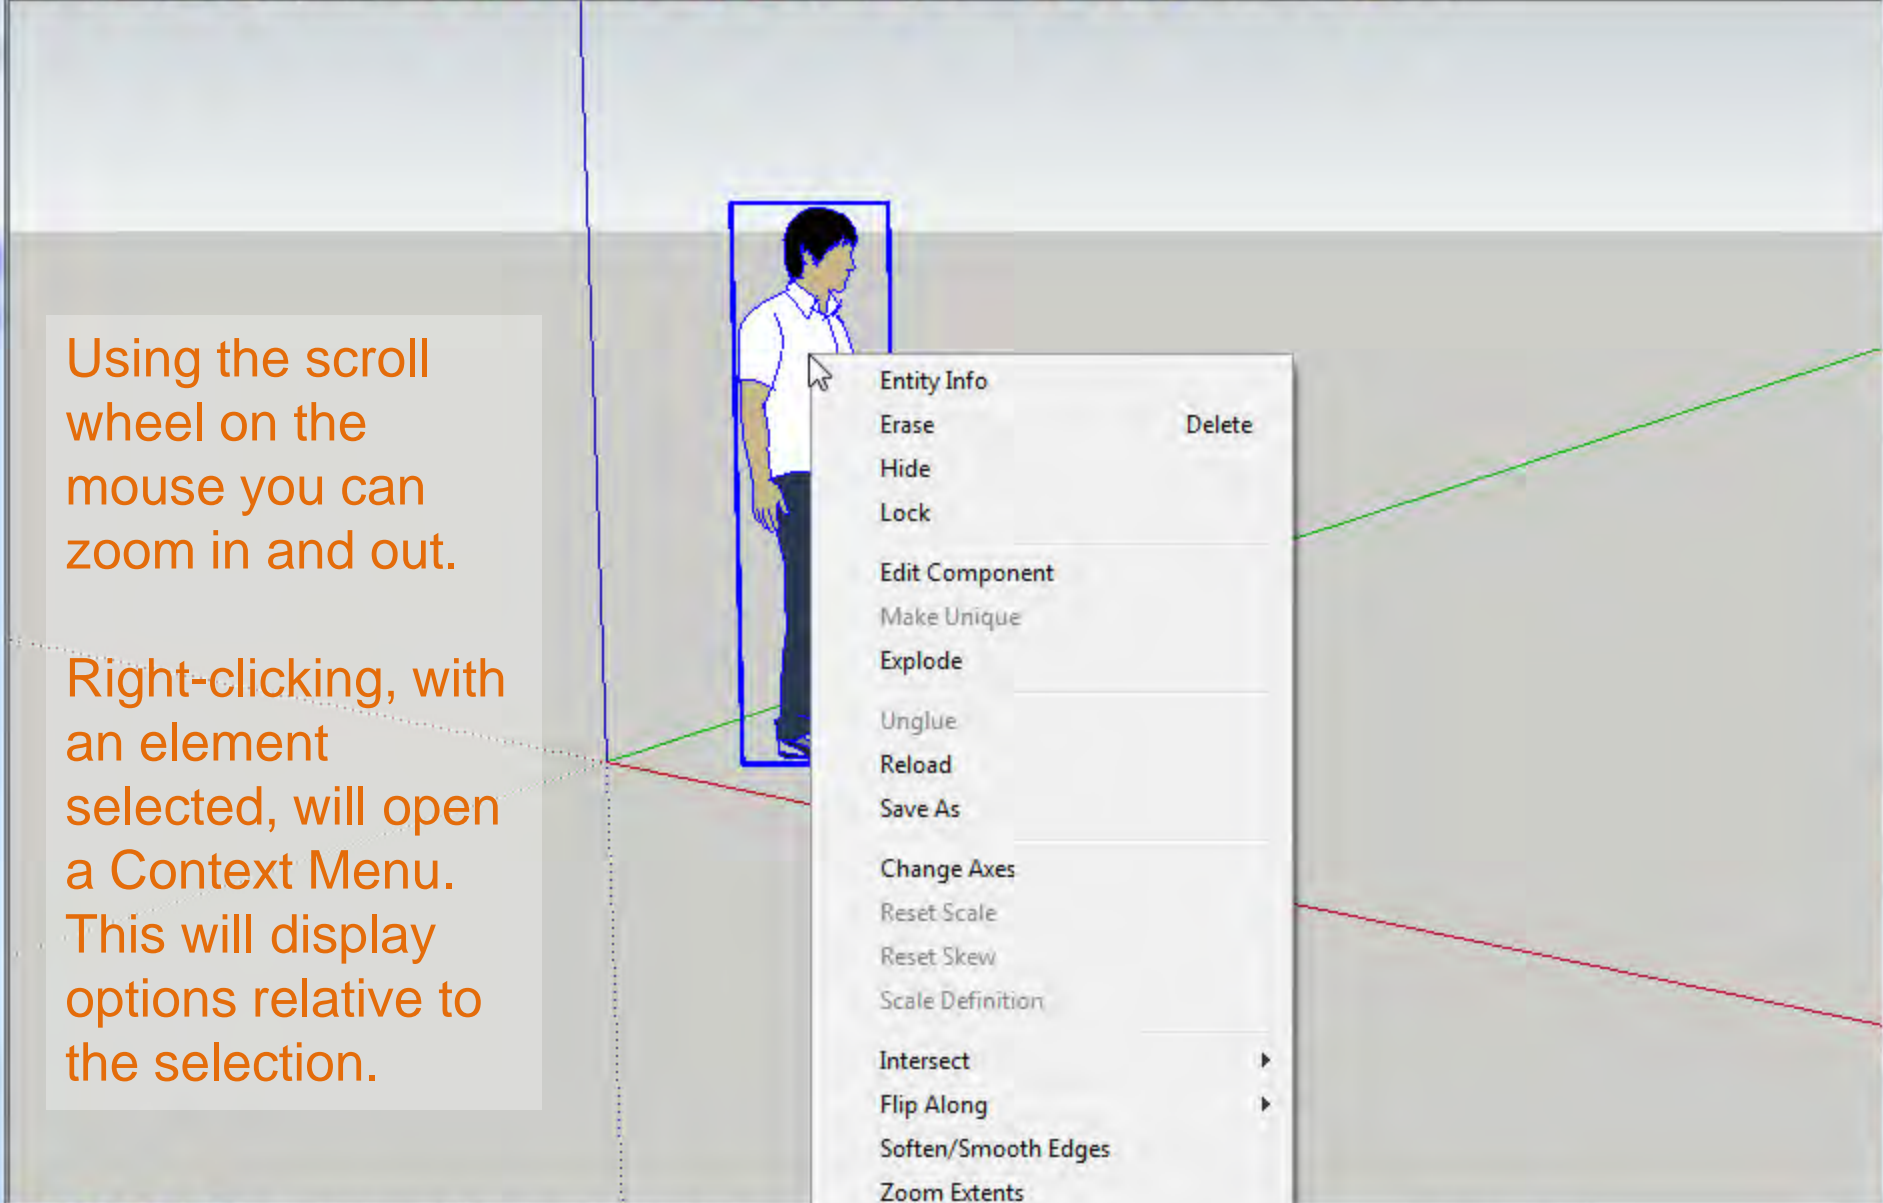 Using the scroll
wheel on the
mouse you can
zoom in and out.
Right-clicking, with
an element
selected, will open
a Context Menu.
This will display
options relative to
the selection.
Entity Info
Erase Delete
Hide
Lock
Edit Component
Make Unique
Explode
Unglue
Reload
Save As
Change Axes
Reset Scale
Reset Skew
Scale Definition
Intersect
Flip Along
Soften/Smooth Edges
Zoom Extents